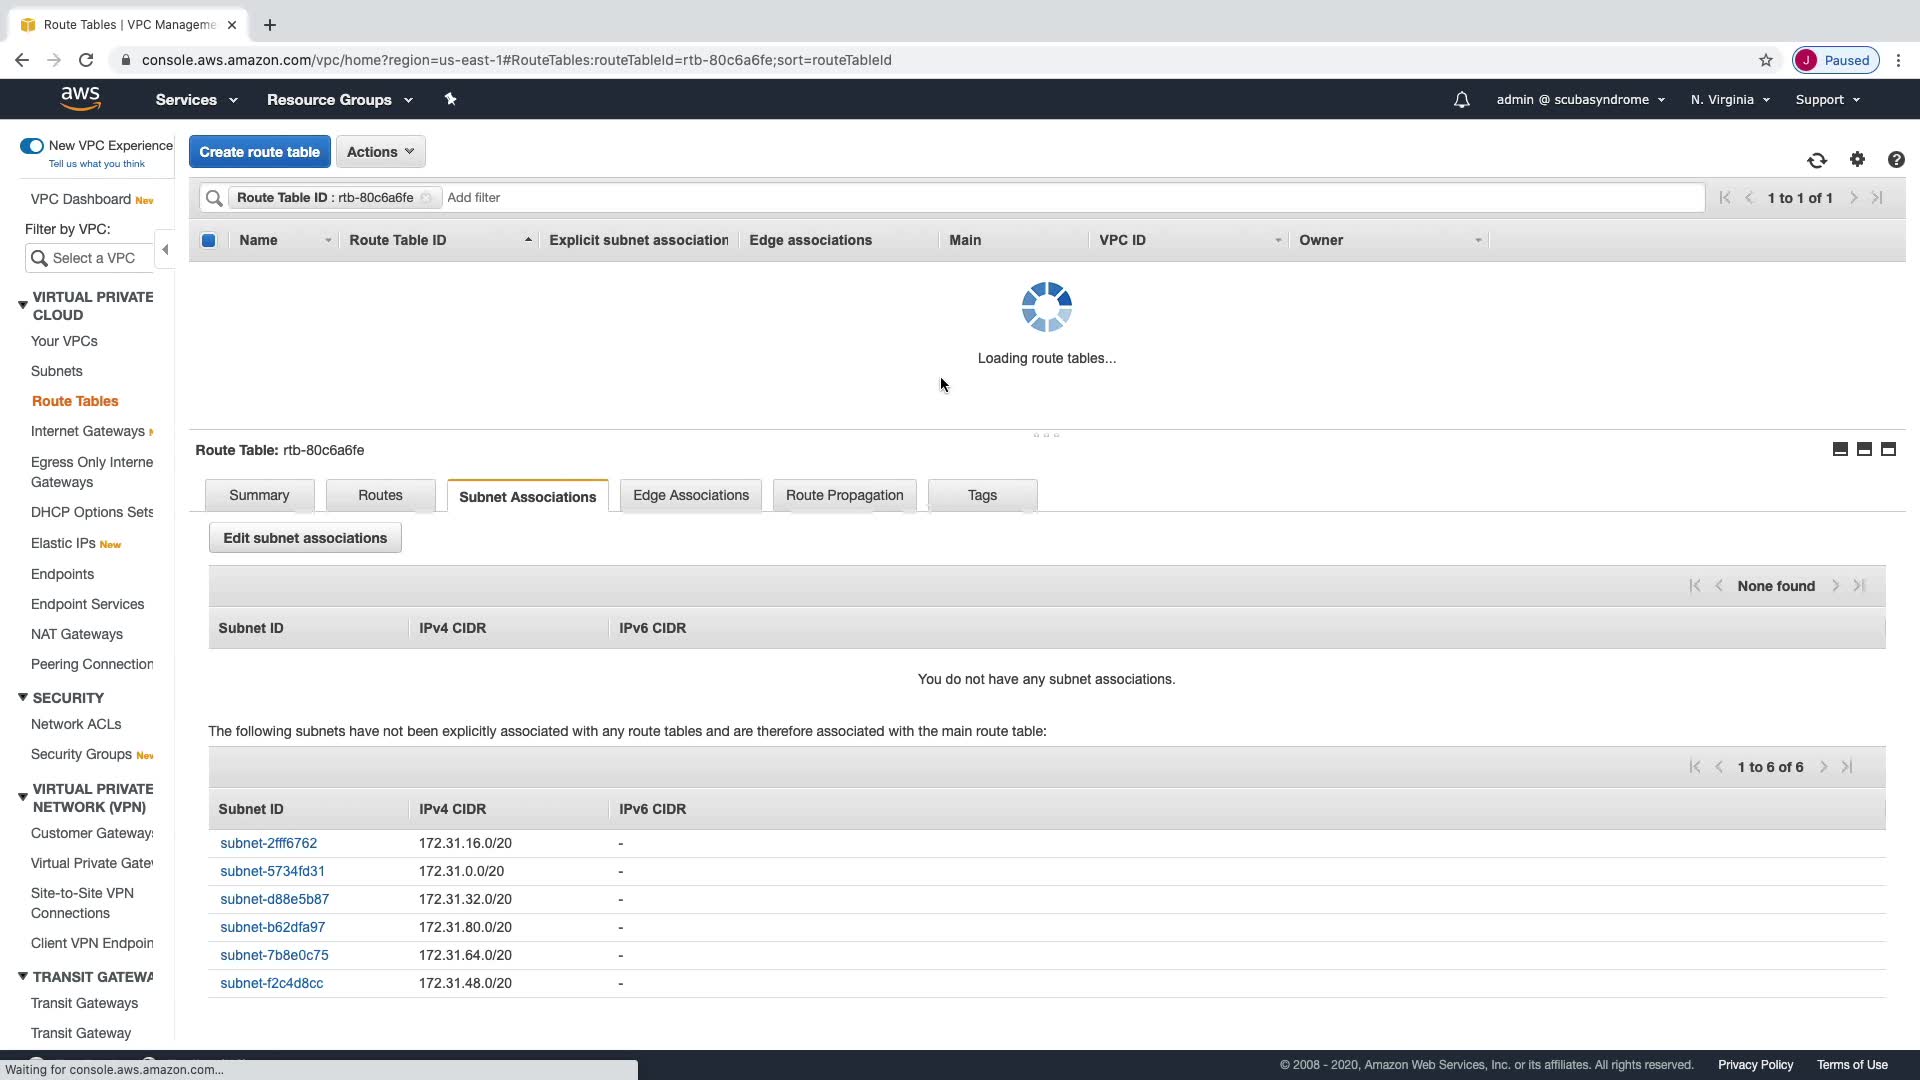 Route Tables | VPC Manageme
console.aws.amazon.com/vpc/home?region=us-east-1#RouteTables:routeTableId=rtb-80c6a6fe;sort=routeTableId
J Paused
aws Services Resource Groups admin @ scubasyndrome N. Virginia Support
New VPC Experience
Tell us what you think
VPC Dashboard New
Filter by VPC:
Select a VPC
VIRTUAL PRIVATE
CLOUD
Your VPCs
Subnets
Route Tables
Internet Gateways
Egress Only Interne
Gateways
DHCP Options Sets
Elastic IPs New
Endpoints
Endpoint Services
NAT Gateways
Peering Connection
SECURITY
Network ACLs
Security Groups New
VIRTUAL PRIVATE
NETWORK (VPN)
Customer Gateways
Virtual Private Gatew
Site-to-Site VPN
Connections
Client VPN Endpoin
TRANSIT GATEWA
Transit Gateways
Transit Gateway
Create route table Actions
Route Table ID : rtb-80c6a6fe Add filter 1 to 1 of 1
Name Route Table ID Explicit subnet association Edge associations Main VPC ID Owner
Loading route tables...
Route Table: rtb-80c6a6fe
Summary Routes Subnet Associations Edge Associations Route Propagation Tags
Edit subnet associations
None found
Subnet ID IPv4 CIDR IPv6 CIDR
You do not have any subnet associations.
The following subnets have not been explicitly associated with any route tables and are therefore associated with the main route table:
1 to 6 of 6
Subnet ID IPv4 CIDR IPv6 CIDR
subnet-2fff6762 172.31.16.0/20 -
subnet-5734fd31 172.31.0.0/20 -
subnet-d88e5b87 172.31.32.0/20 -
subnet-b62dfa97 172.31.80.0/20 -
subnet-7b8e0c75 172.31.64.0/20 -
subnet-f2c4d8cc 172.31.48.0/20 -
Waiting for console.aws.amazon.com...
© 2008 - 2020, Amazon Web Services, Inc. or its affiliates. All rights reserved. Privacy Policy Terms of Use